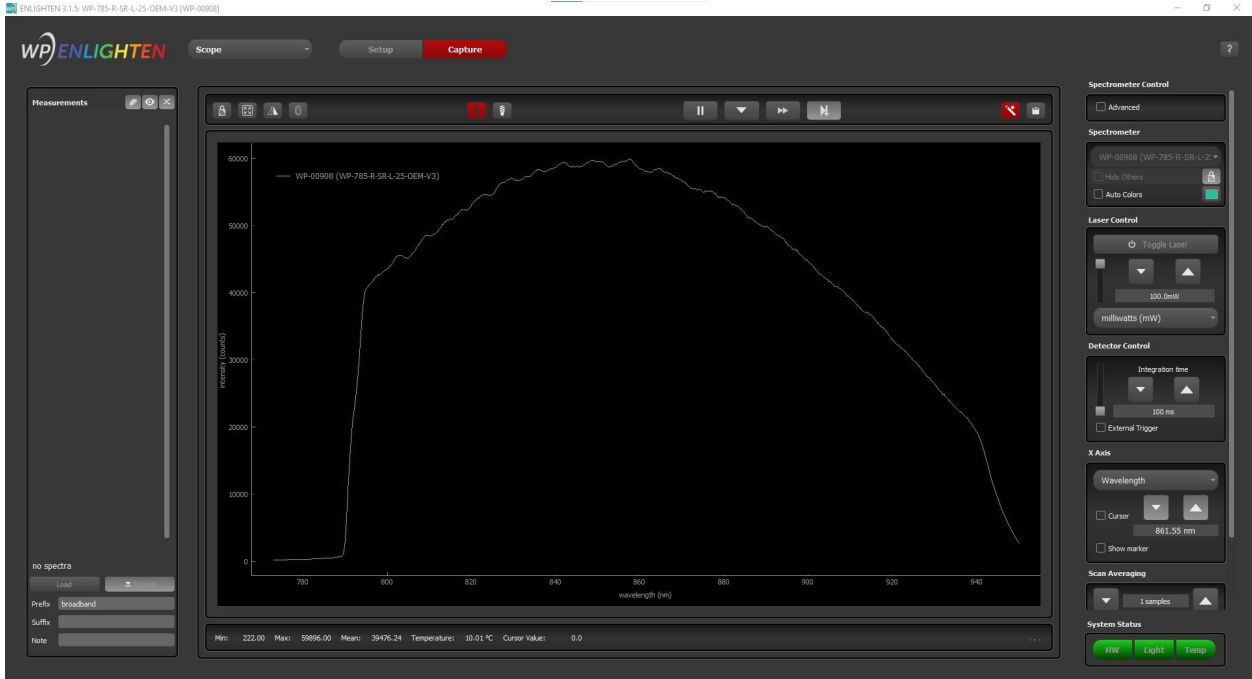 ENLIGHTEN 3.1.5: WP-785-R-SR-L-25-OEM-V3 [WP-00908]
WP ENLIGHTEN
Scope
Setup
Capture
?
Measurements
no spectra
Load
Export
Prefix broadband
Suffix
Note
WP-00908 (WP-785-R-SR-L-25-OEM-V3)
intensity (counts)
60000
50000
40000
30000
20000
10000
0
780 800 820 840 860 880 900 920 940
wavelength (nm)
Min: 222.00 Max: 59896.00 Mean: 39476.24 Temperature: 10.01 °C Cursor Value: 0.0
...
Spectrometer Control
Advanced
Spectrometer
WP-00908 (WP-785-R-SR-L-2
Hide Others
Auto Colors
Laser Control
Toggle Laser
100.0mW
milliwatts (mW)
Detector Control
Integration time
100 ms
External Trigger
X Axis
Wavelength
Cursor
861.55 nm
Show marker
Scan Averaging
1 samples
System Status
HW Light Temp